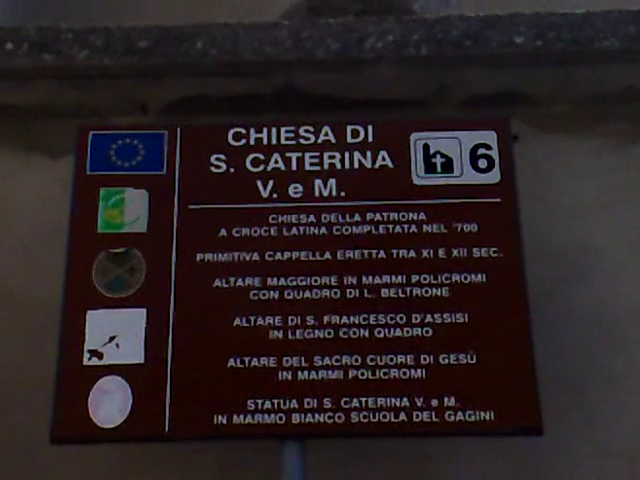 CHIESA DI
S. CATERINA
V. e M.
6
CHIESA DELLA PATRONA
A CROCE LATINA COMPLETATA NEL '700
PRIMITIVA CAPPELLA ERETTA TRA XI E XII SEC.
ALTARE MAGGIORE IN MARMI POLICROMI
CON QUADRO DI L. BELTRONE
ALTARE DI S. FRANCESCO D'ASSISI
IN LEGNO CON QUADRO
ALTARE DEL SACRO CUORE DI GESÙ
IN MARMI POLICROMI
STATUA DI S. CATERINA V. e M.
IN MARMO BIANCO SCUOLA DEL GAGINI